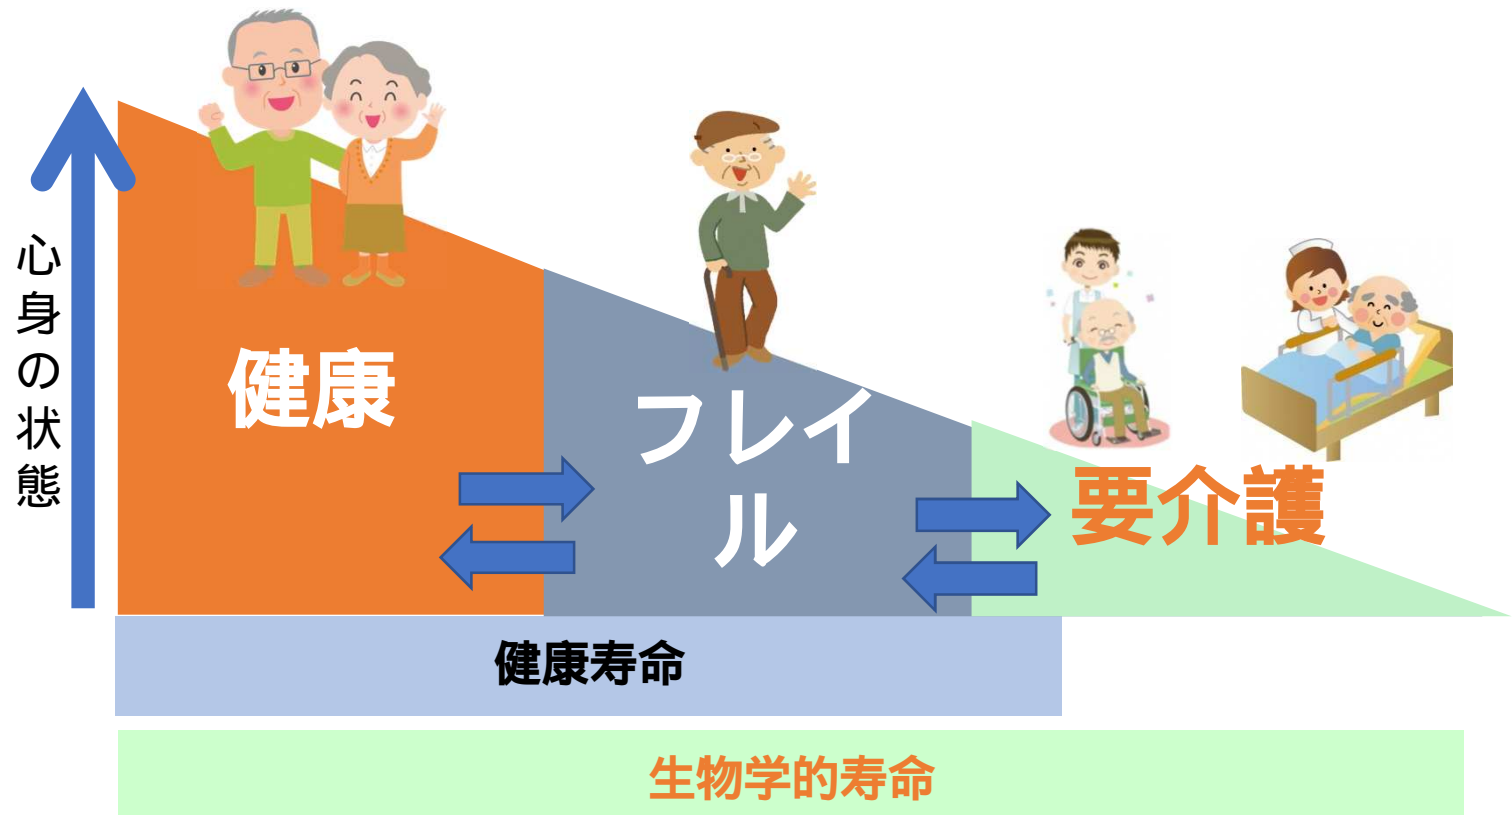 心身の状態
健康
フレイ
ル
要介護
健康寿命
生物学的寿命